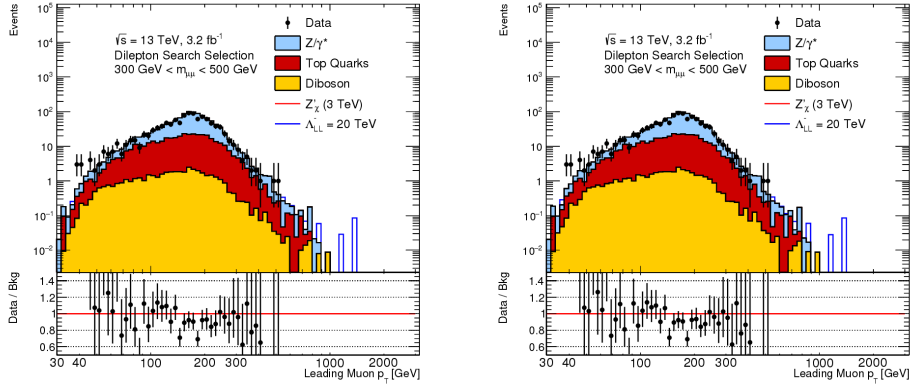 Events
10^5
10^4
10^3
10^2
10
1
10^-1
10^-2
√s = 13 TeV, 3.2 fb^-1
Dilepton Search Selection
300 GeV < m_μμ < 500 GeV
Data
Z/γ*
Top Quarks
Diboson
Z'_χ (3 TeV)
Λ^-_LL = 20 TeV
Data / Bkg
1.4
1.2
1
0.8
0.6
30 40 100 200 300 1000 2000
Leading Muon p_T [GeV]
Events
10^5
10^4
10^3
10^2
10
1
10^-1
10^-2
√s = 13 TeV, 3.2 fb^-1
Dilepton Search Selection
300 GeV < m_μμ < 500 GeV
Data
Z/γ*
Top Quarks
Diboson
Z'_χ (3 TeV)
Λ^-_LL = 20 TeV
Data / Bkg
1.4
1.2
1
0.8
0.6
30 40 100 200 300 1000 2000
Leading Muon p_T [GeV]